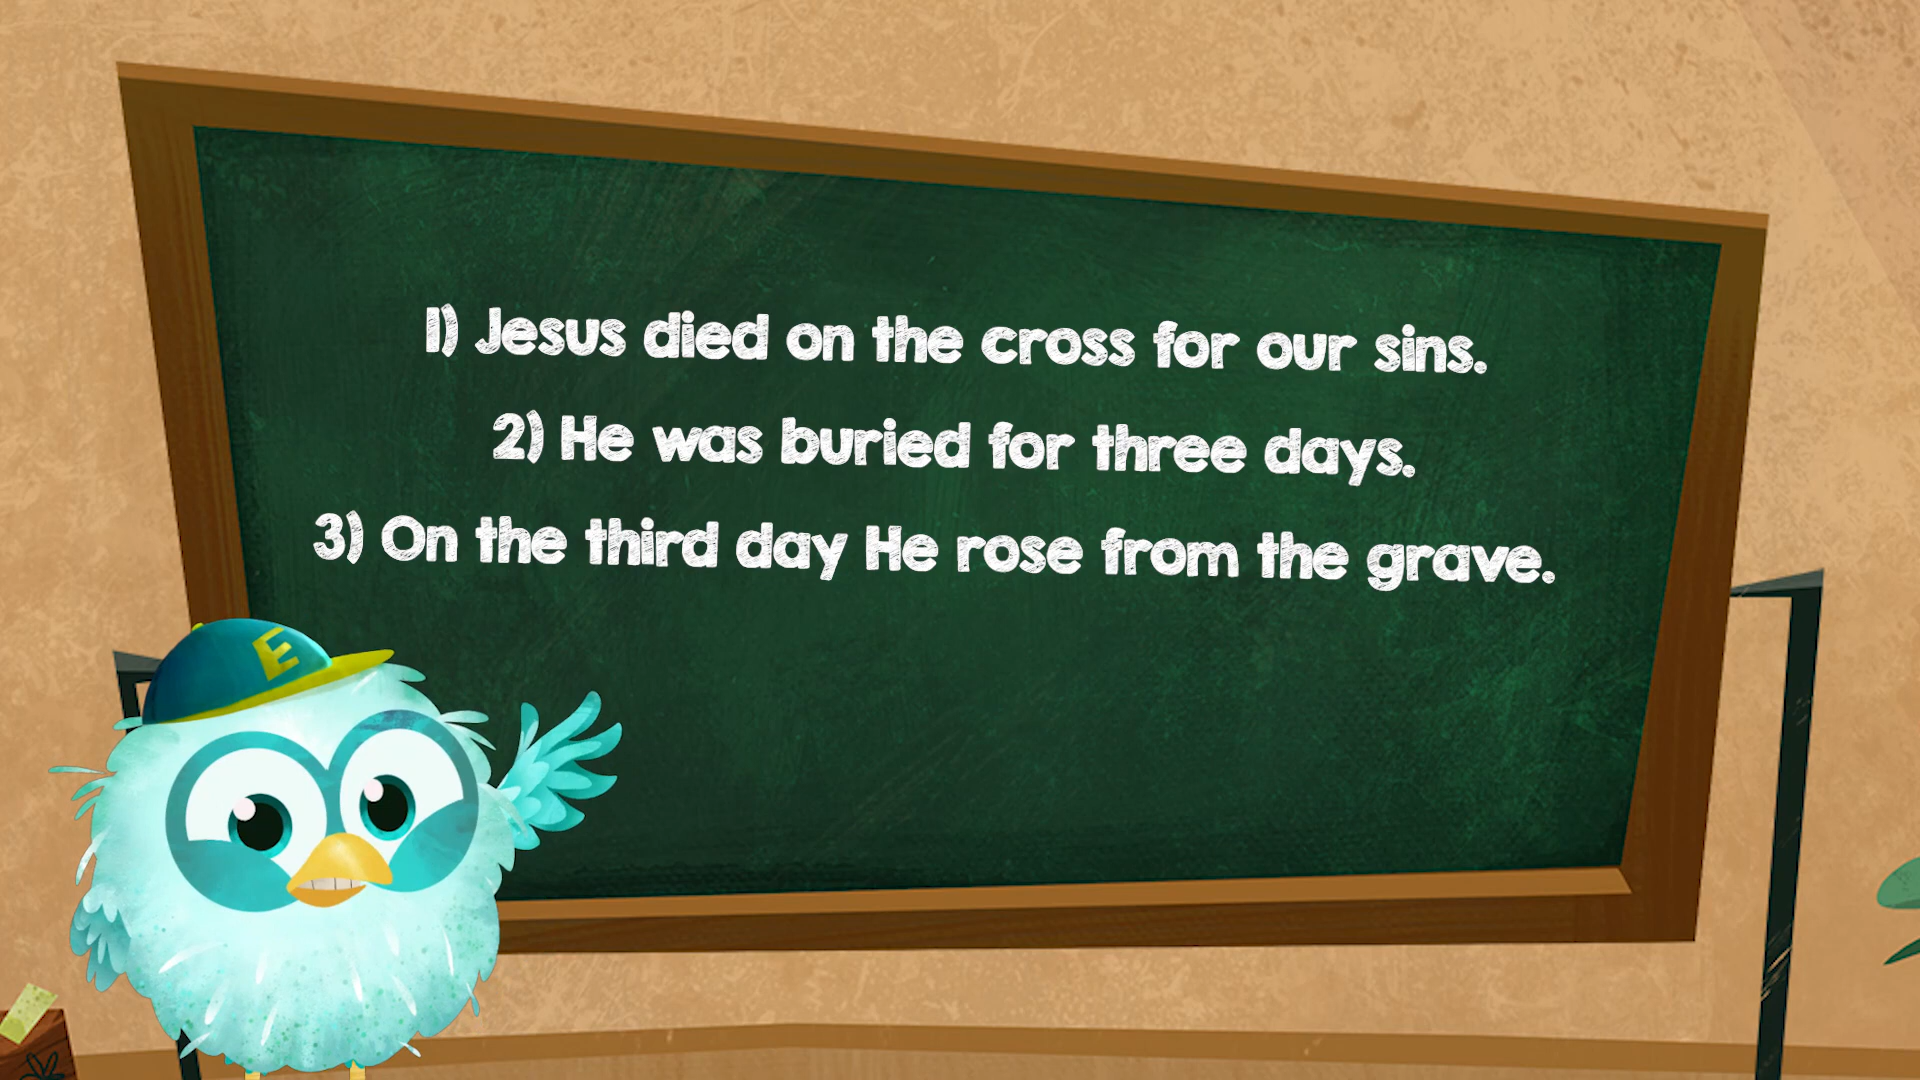 1) Jesus died on the cross for our sins.
2) He was buried for three days.
3) On the third day He rose from the grave.
E